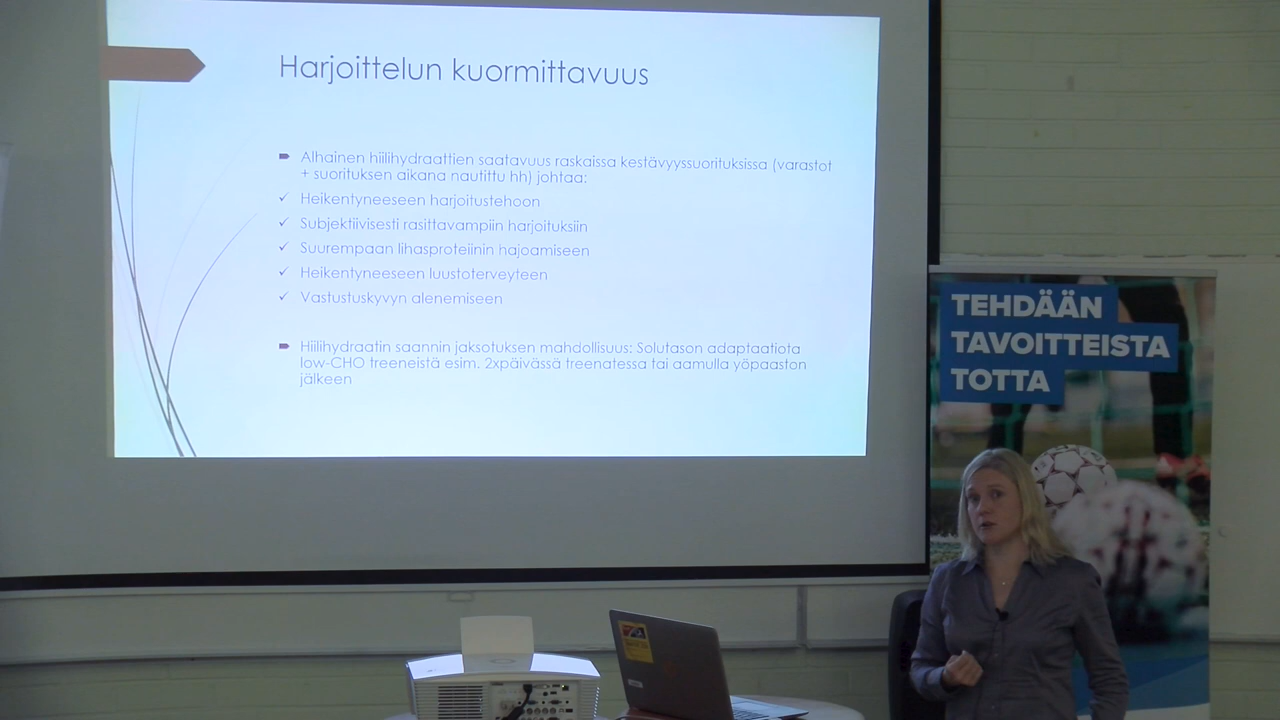 Harjoittelun kuormittavuus
Alhainen hiilihydraattien saatavuus raskaissa kestävyyssuorituksissa (varastot
+ suorituksen aikana nautittu hh) johtaa:
Heikentyneeseen harjoitustehoon
Subjektiivisesti rasittavampiin harjoituksiin
Suurempaan lihasproteiinin hajoamiseen
Heikentyneeseen luustoterveyteen
Vastustuskyvyn alenemiseen
Hiilihydraatin saannin jaksotuksen mahdollisuus: Solutason adaptaatiota
low-CHO treeneistä esim. 2xpäivässä treenatessa tai aamulla yöpaaston
jälkeen
TEHDÄÄN
TAVOITTEISTA
TOTTA